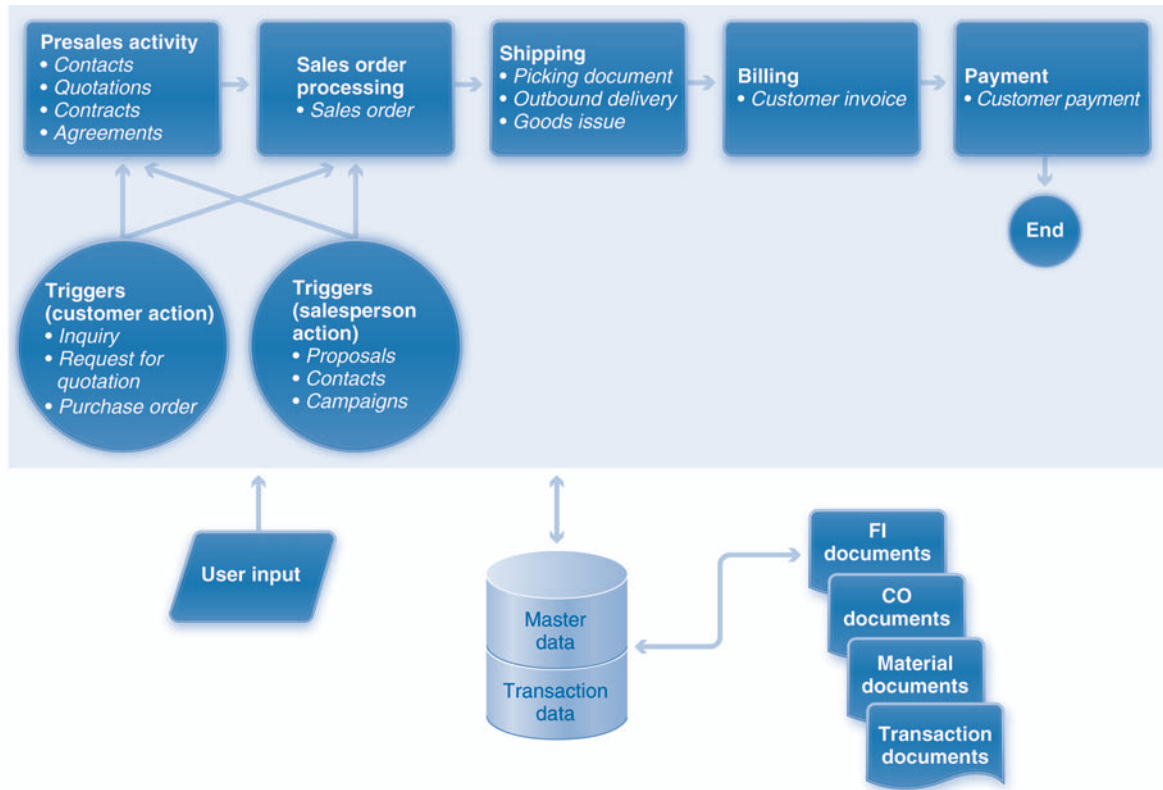 Presales activity
• Contacts
• Quotations
• Contracts
• Agreements
Sales order
processing
• Sales order
Shipping
• Picking document
• Outbound delivery
• Goods issue
Billing
• Customer invoice
Payment
• Customer payment
End
Triggers
(customer action)
• Inquiry
• Request for
quotation
• Purchase order
Triggers
(salesperson
action)
• Proposals
• Contacts
• Campaigns
User input
Master
data
Transaction
data
FI
documents
CO
documents
Material
documents
Transaction
documents